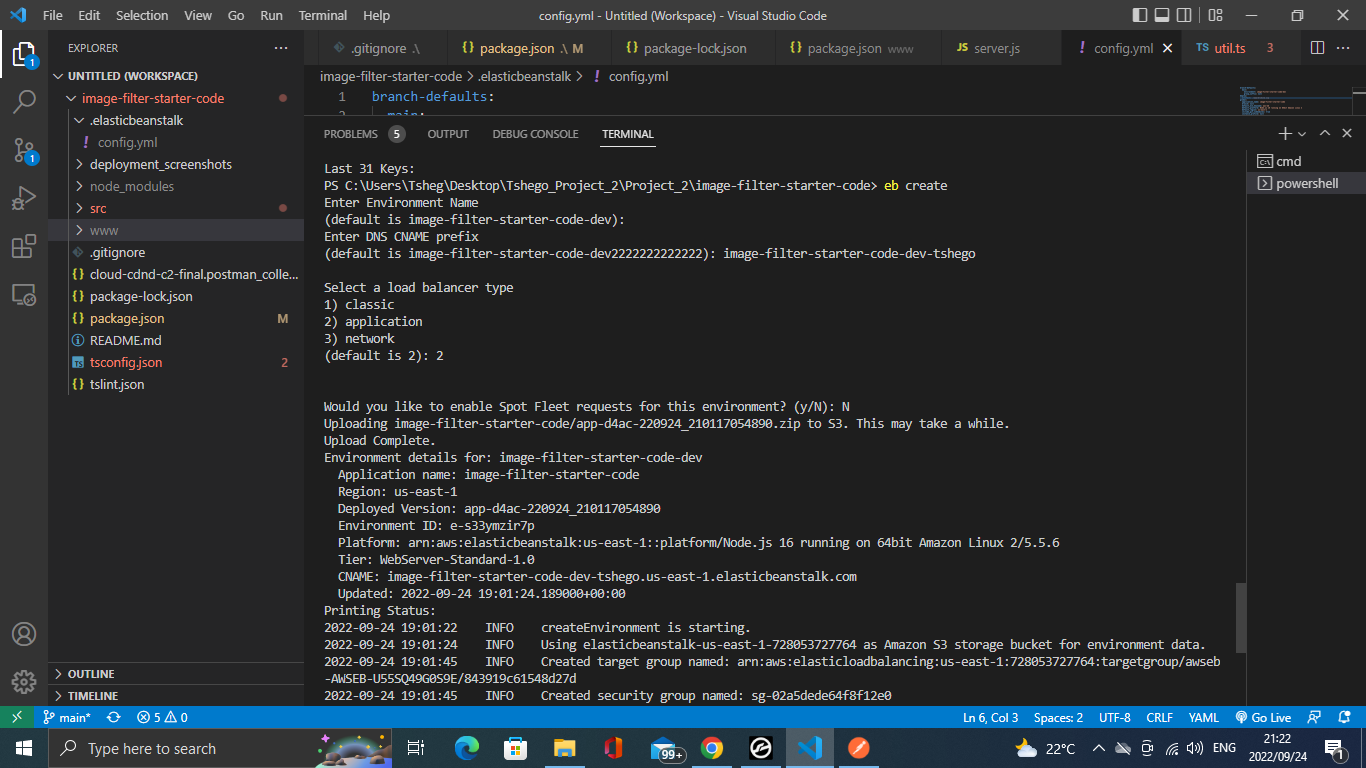 File Edit Selection View Go Run Terminal Help
config.yml - Untitled (Workspace) - Visual Studio Code
EXPLORER
.gitignore .\
package.json .\ M
package-lock.json
package.json www
JS server.js
! config.yml
TS util.ts 3
UNTITLED (WORKSPACE)
image-filter-starter-code
.elasticbeanstalk
! config.yml
deployment_screenshots
node_modules
src
www
.gitignore
{} cloud-cdnd-c2-final.postman_colle...
{} package-lock.json
{} package.json M
README.md
TS tsconfig.json 2
{} tslint.json
OUTLINE
TIMELINE
image-filter-starter-code > .elasticbeanstalk > ! config.yml
1 branch-defaults:
2 main:
PROBLEMS 5 OUTPUT DEBUG CONSOLE TERMINAL
cmd
powershell
Last 31 Keys:
PS C:\Users\Tsheg\Desktop\Tshego_Project_2\Project_2\image-filter-starter-code> eb create
Enter Environment Name
(default is image-filter-starter-code-dev):
Enter DNS CNAME prefix
(default is image-filter-starter-code-dev2222222222222): image-filter-starter-code-dev-tshego
Select a load balancer type
1) classic
2) application
3) network
(default is 2): 2
Would you like to enable Spot Fleet requests for this environment? (y/N): N
Uploading image-filter-starter-code/app-d4ac-220924_210117054890.zip to S3. This may take a while.
Upload Complete.
Environment details for: image-filter-starter-code-dev
Application name: image-filter-starter-code
Region: us-east-1
Deployed Version: app-d4ac-220924_210117054890
Environment ID: e-s33ymzir7p
Platform: arn:aws:elasticbeanstalk:us-east-1::platform/Node.js 16 running on 64bit Amazon Linux 2/5.5.6
Tier: WebServer-Standard-1.0
CNAME: image-filter-starter-code-dev-tshego.us-east-1.elasticbeanstalk.com
Updated: 2022-09-24 19:01:24.189000+00:00
Printing Status:
2022-09-24 19:01:22 INFO createEnvironment is starting.
2022-09-24 19:01:24 INFO Using elasticbeanstalk-us-east-1-728053727764 as Amazon S3 storage bucket for environment data.
2022-09-24 19:01:45 INFO Created target group named: arn:aws:elasticloadbalancing:us-east-1:728053727764:targetgroup/awseb
-AWSEB-U55SQ49G0S9E/843919c61548d27d
2022-09-24 19:01:45 INFO Created security group named: sg-02a5dede64f8f12e0
main* 5 0
Ln 6, Col 3 Spaces: 2 UTF-8 CRLF YAML Go Live
Type here to search
99+
22°C
ENG
21:22
2022/09/24
1